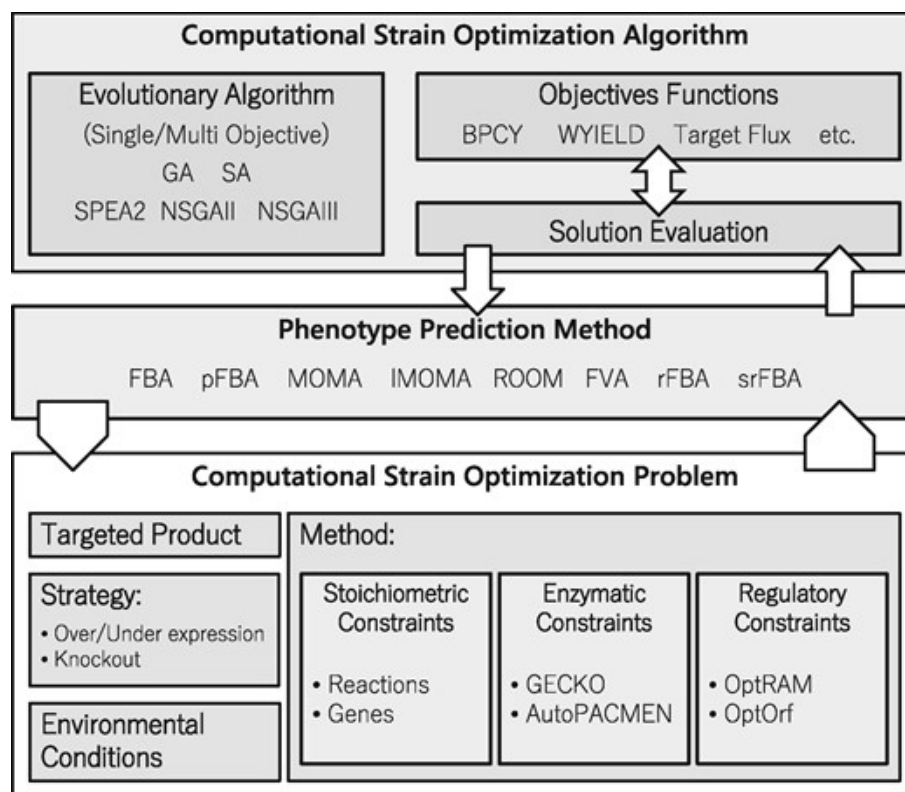 Computational Strain Optimization Algorithm
Evolutionary Algorithm
(Single/Multi Objective)
GA SA
SPEA2 NSGAII NSGAIII
Objectives Functions
BPCY WYIELD Target Flux etc.
Solution Evaluation
Phenotype Prediction Method
FBA pFBA MOMA lMOMA ROOM FVA rFBA srFBA
Computational Strain Optimization Problem
Targeted Product
Strategy:
• Over/Under expression
• Knockout
Environmental
Conditions
Method:
Stoichiometric
Constraints
• Reactions
• Genes
Enzymatic
Constraints
• GECKO
• AutoPACMEN
Regulatory
Constraints
• OptRAM
• OptOrf